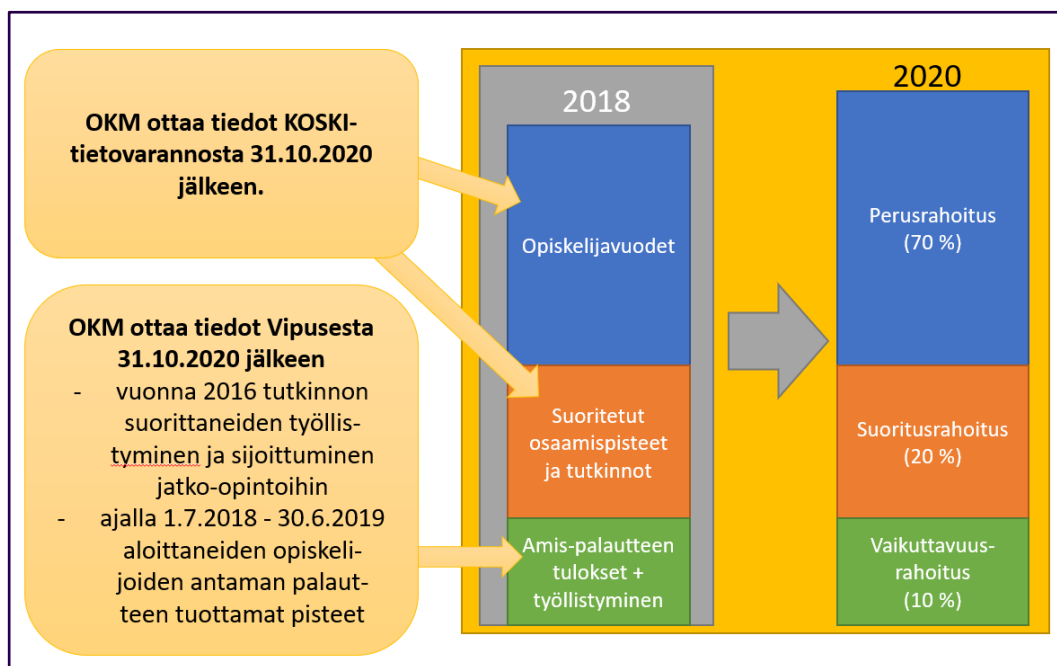 OKM ottaa tiedot KOSKI-
tietovarannosta 31.10.2020
jälkeen.
OKM ottaa tiedot Vipusesta
31.10.2020 jälkeen
- vuonna 2016 tutkinnon
suorittaneiden työllis-
tyminen ja sijoittuminen
jatko-opintoihin
- ajalla 1.7.2018 - 30.6.2019
aloittaneiden opiskeli-
joiden antaman palaut-
teen tuottamat pisteet
2018
Opiskelijavuodet
Suoritetut
osaamispisteet
ja tutkinnot
Amis-palautteen
tulokset +
työllistyminen
2020
Perusrahoitus
(70 %)
Suoritusrahoitus
(20 %)
Vaikuttavuus-
rahoitus
(10 %)